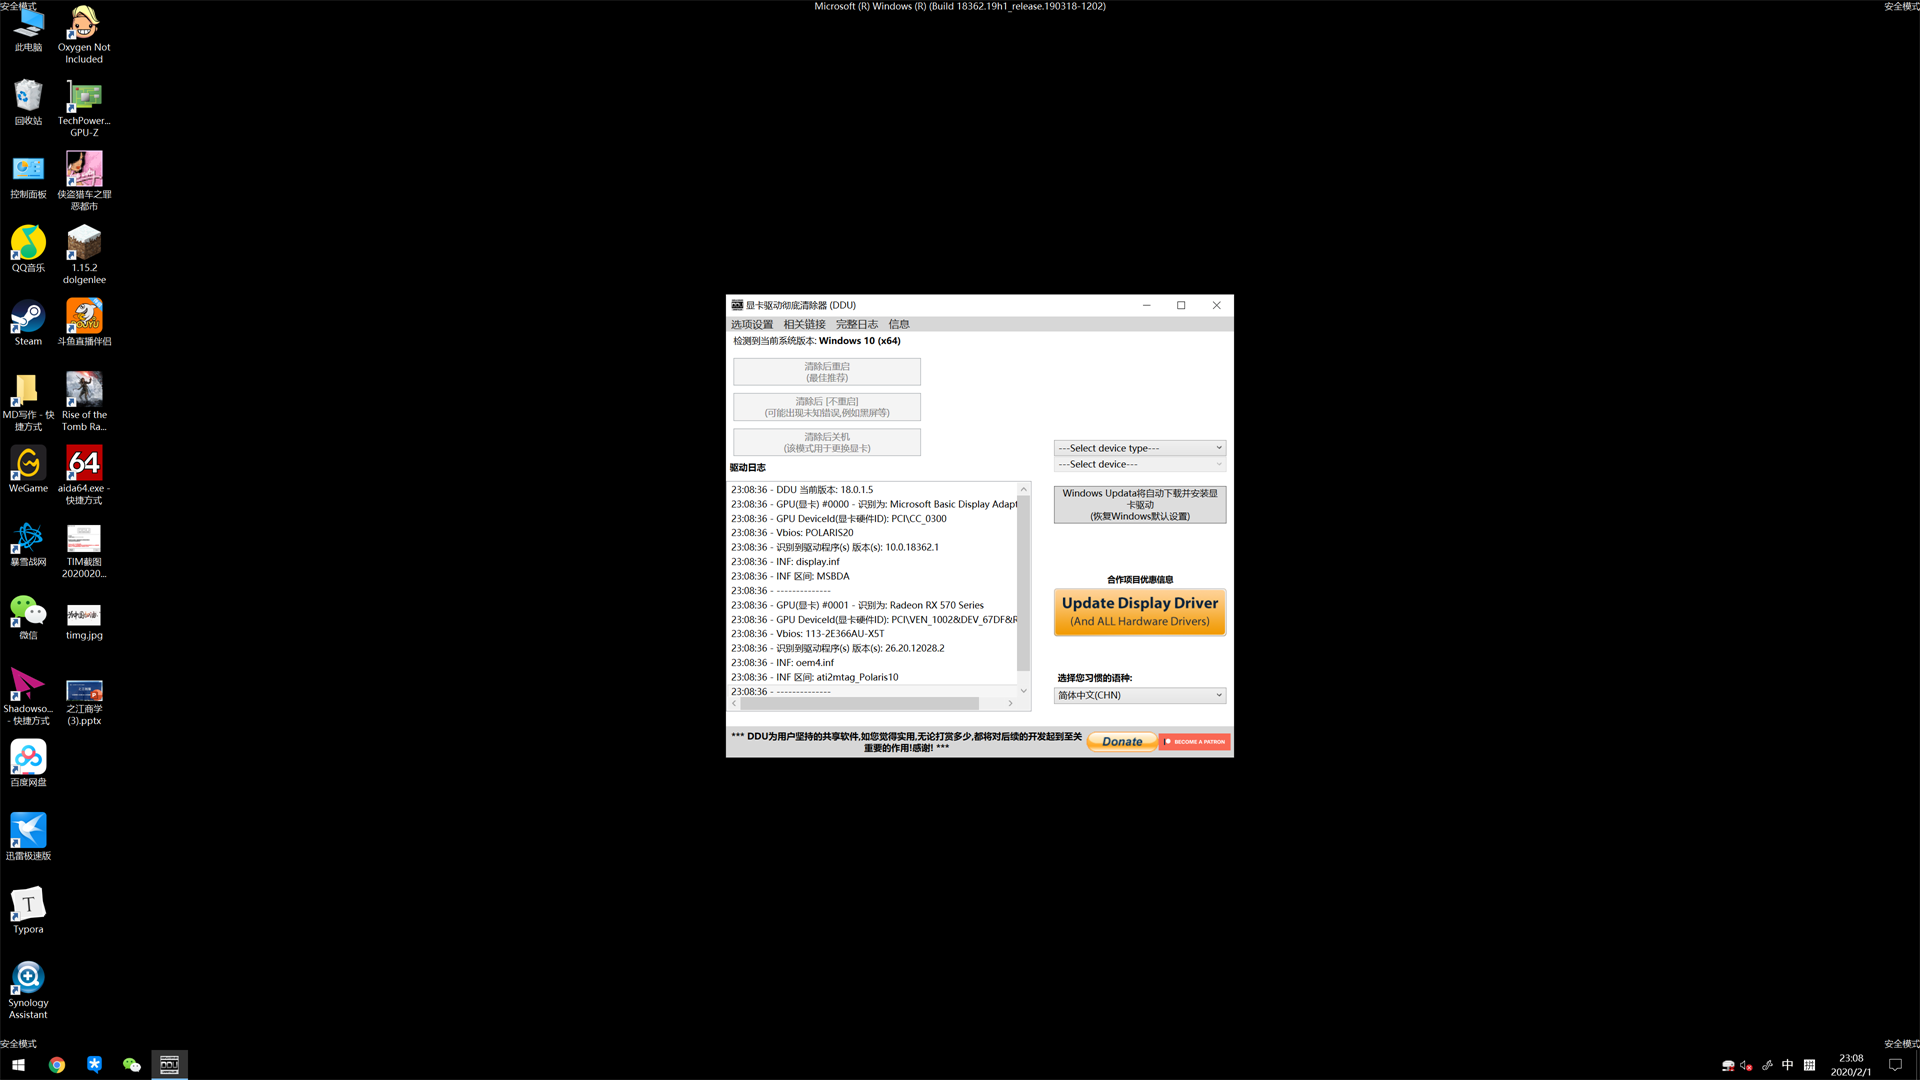 安全模式
Microsoft (R) Windows (R) (Build 18362.19h1_release.190318-1202)
安全模式
此电脑
Oxygen Not
Included
回收站
TechPower...
GPU-Z
控制面板
侠盗猎车之罪
恶都市
QQ音乐
1.15.2
dolgenlee
Steam
斗鱼直播伴侣
MD写作 - 快
捷方式
Rise of the
Tomb Ra...
WeGame
64
aida64.exe -
快捷方式
暴雪战网
TIM截图
2020020...
微信
timg.jpg
Shadowso...
- 快捷方式
之江商学
(3).pptx
百度网盘
迅雷极速版
T
Typora
Synology
Assistant
显卡驱动彻底清除器 (DDU)
选项设置 相关链接 完整日志 信息
检测到当前系统版本: Windows 10 (x64)
清除后重启
(最佳推荐)
清除后 [不重启]
(可能出现未知错误,例如黑屏等)
清除后关机
(该模式用于更换显卡)
驱动日志
23:08:36 - DDU 当前版本: 18.0.1.5
23:08:36 - GPU(显卡) #0000 - 识别为: Microsoft Basic Display Adapt
23:08:36 - GPU DeviceId(显卡硬件ID): PCI\CC_0300
23:08:36 - Vbios: POLARIS20
23:08:36 - 识别到驱动程序(s) 版本(s): 10.0.18362.1
23:08:36 - INF: display.inf
23:08:36 - INF 区间: MSBDA
23:08:36 - --------------
23:08:36 - GPU(显卡) #0001 - 识别为: Radeon RX 570 Series
23:08:36 - GPU DeviceId(显卡硬件ID): PCI\VEN_1002&DEV_67DF&R
23:08:36 - Vbios: 113-2E366AU-X5T
23:08:36 - 识别到驱动程序(s) 版本(s): 26.20.12028.2
23:08:36 - INF: oem4.inf
23:08:36 - INF 区间: ati2mtag_Polaris10
23:08:36 - --------------
---Select device type---
---Select device---
Windows Updata将自动下载并安装显
卡驱动
(恢复Windows默认设置)
合作项目优惠信息
Update Display Driver
(And ALL Hardware Drivers)
选择您习惯的语种:
简体中文(CHN)
*** DDU为用户坚持的共享软件,如您觉得实用,无论打赏多少,都将对后续的开发起到至关
重要的作用!感谢! ***
Donate
BECOME A PATRON
安全模式
安全模式
DDU
中
拼
23:08
2020/2/1